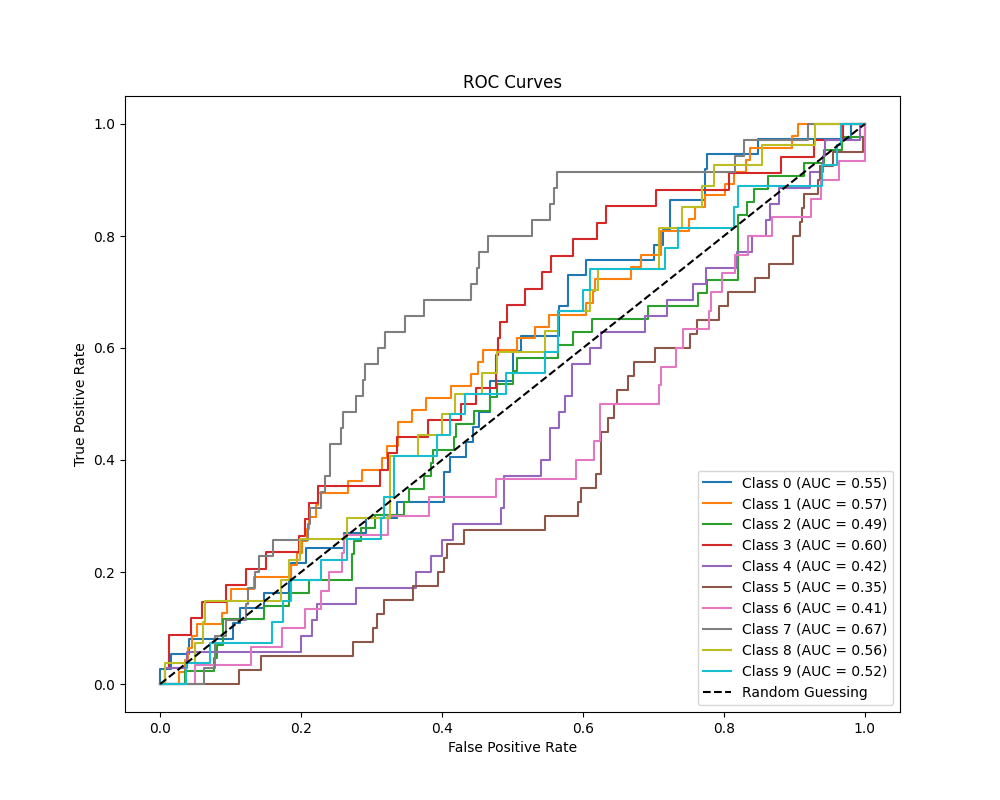 ROC Curves
True Positive Rate
1.0
0.8
0.6
0.4
0.2
0.0
0.0 0.2 0.4 0.6 0.8 1.0
False Positive Rate
Class 0 (AUC = 0.55)
Class 1 (AUC = 0.57)
Class 2 (AUC = 0.49)
Class 3 (AUC = 0.60)
Class 4 (AUC = 0.42)
Class 5 (AUC = 0.35)
Class 6 (AUC = 0.41)
Class 7 (AUC = 0.67)
Class 8 (AUC = 0.56)
Class 9 (AUC = 0.52)
Random Guessing